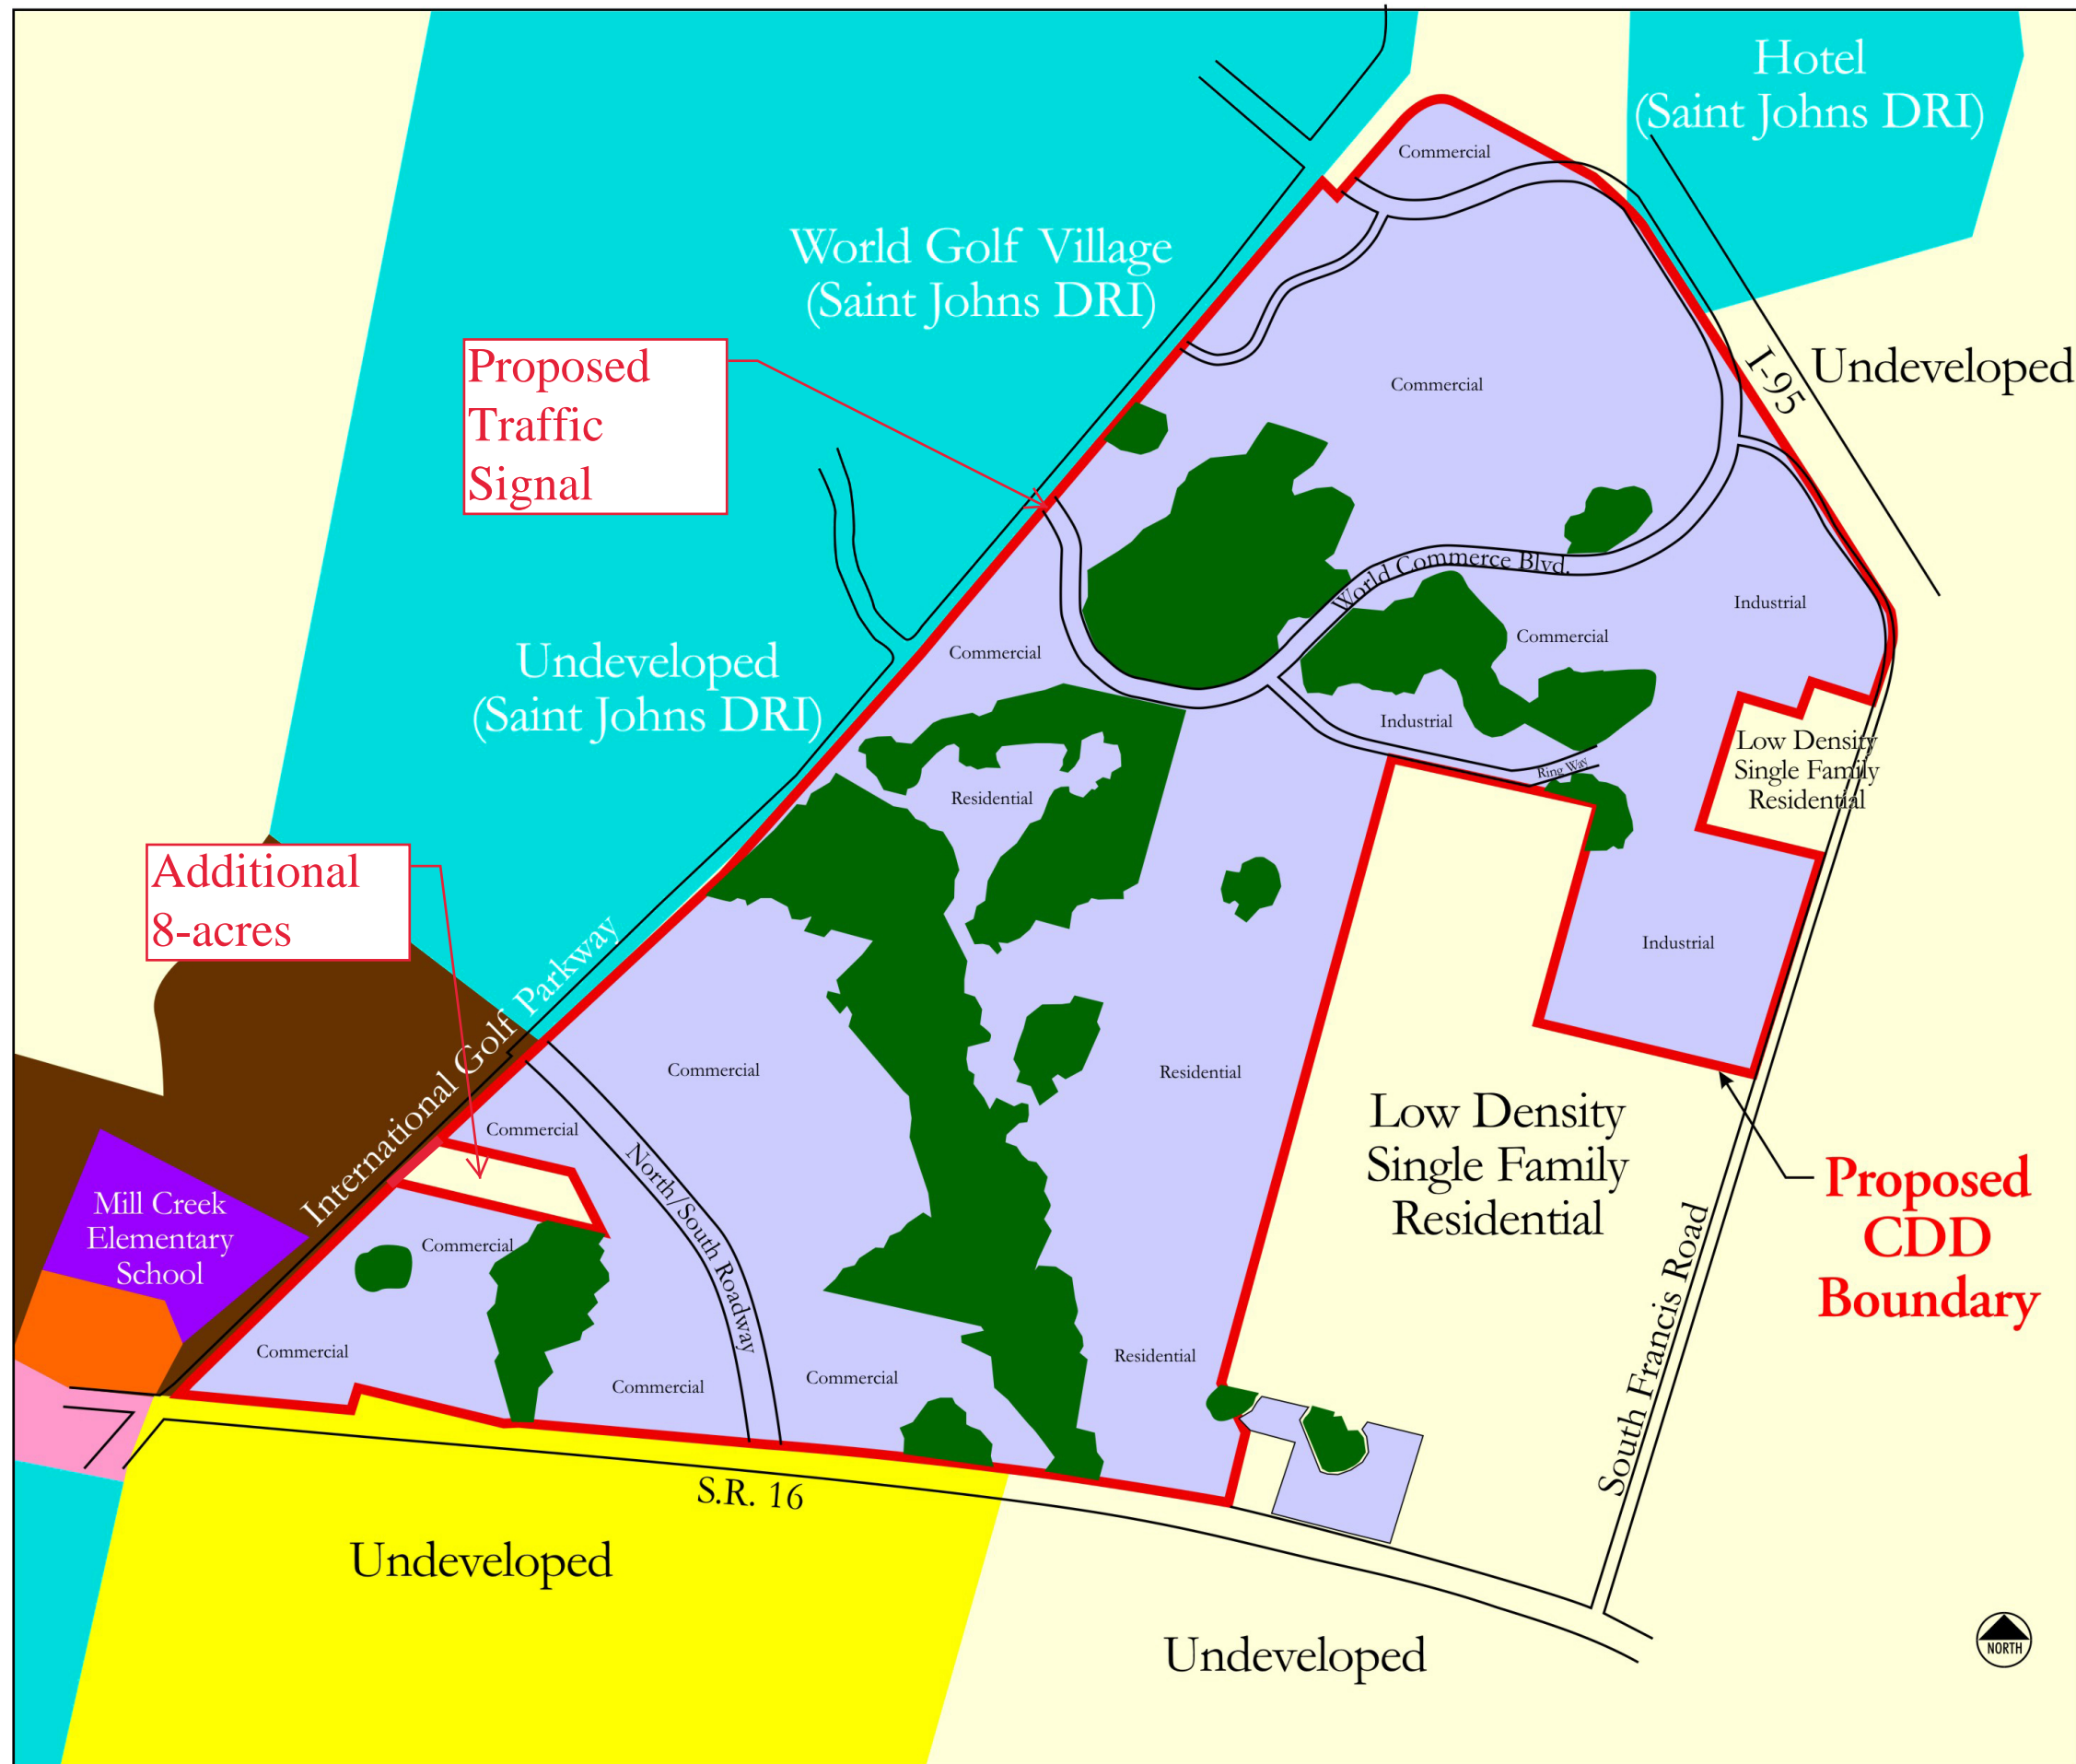 Hotel
(Saint Johns DRI)
Commercial
World Golf Village
(Saint Johns DRI)
I-95
Undeveloped
Proposed
Traffic
Signal
Commercial
World Commerce Blvd.
Industrial
Commercial
Commercial
Undeveloped
(Saint Johns DRI)
Industrial
Low Density
Single Family
Residential
Ring Way
Residential
Additional
8-acres
International Golf Parkway
Industrial
Commercial
Residential
Commercial
Low Density
Single Family
Residential
North/South Roadway
Proposed
CDD
Boundary
Mill Creek
Elementary
School
Commercial
South Francis Road
Commercial
Residential
Commercial
Commercial
S.R. 16
Undeveloped
Undeveloped
NORTH